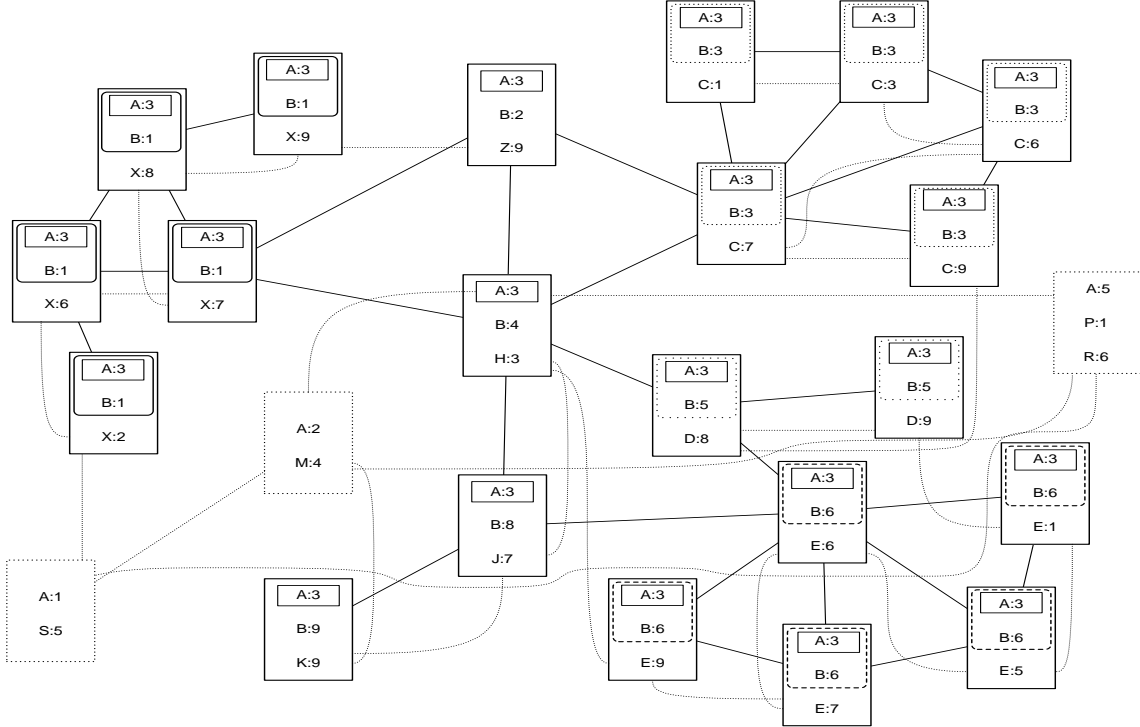 A:3
B:3
C:1
A:3
B:3
C:3
A:3
B:1
X:9
A:3
B:2
Z:9
A:3
B:3
C:6
A:3
B:1
X:8
A:3
B:3
C:7
A:3
B:3
C:9
A:3
B:1
X:6
A:3
B:1
X:7
A:3
B:4
H:3
A:5
P:1
R:6
A:3
B:1
X:2
A:3
B:5
D:8
A:3
B:5
D:9
A:2
M:4
A:3
B:8
J:7
A:3
B:6
E:6
A:3
B:6
E:1
A:1
S:5
A:3
B:9
K:9
A:3
B:6
E:9
A:3
B:6
E:7
A:3
B:6
E:5